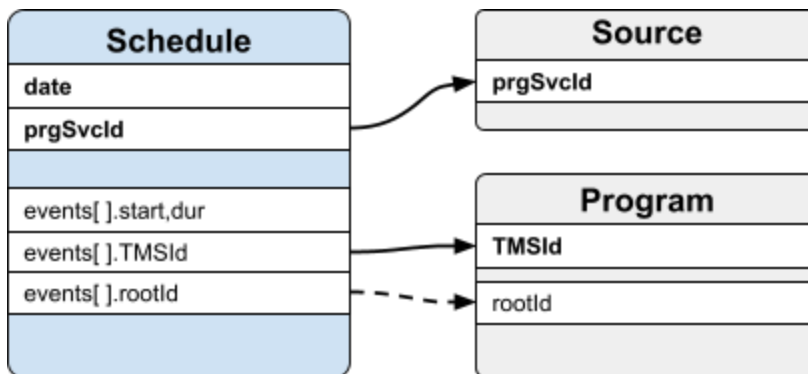 Schedule
date
prgSvcId
events[ ].start,dur
events[ ].TMSId
events[ ].rootId
Source
prgSvcId
Program
TMSId
rootId